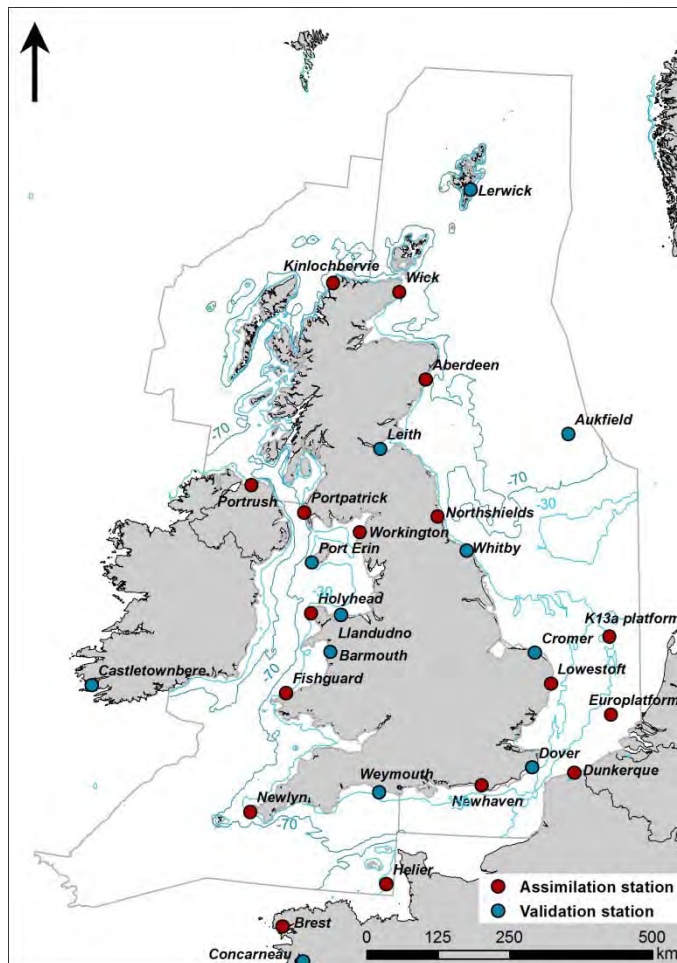 Lerwick
Kinlochbervie
Wick
Aberdeen
Aukfield
Leith
-70
-70
-30
Portrush
Portpatrick
Northshields
Workington
Whitby
Port Erin
-30
Holyhead
K13a platform
Llandudno
Cromer
Barmouth
-70
Castletownbere
Lowestoft
Fishguard
Europlatform
Dover
Weymouth
Dunkerque
Newhaven
Newlyn
-70
Helier
Assimilation station
Brest
Validation station
Concarneau
0 125 250 500
km